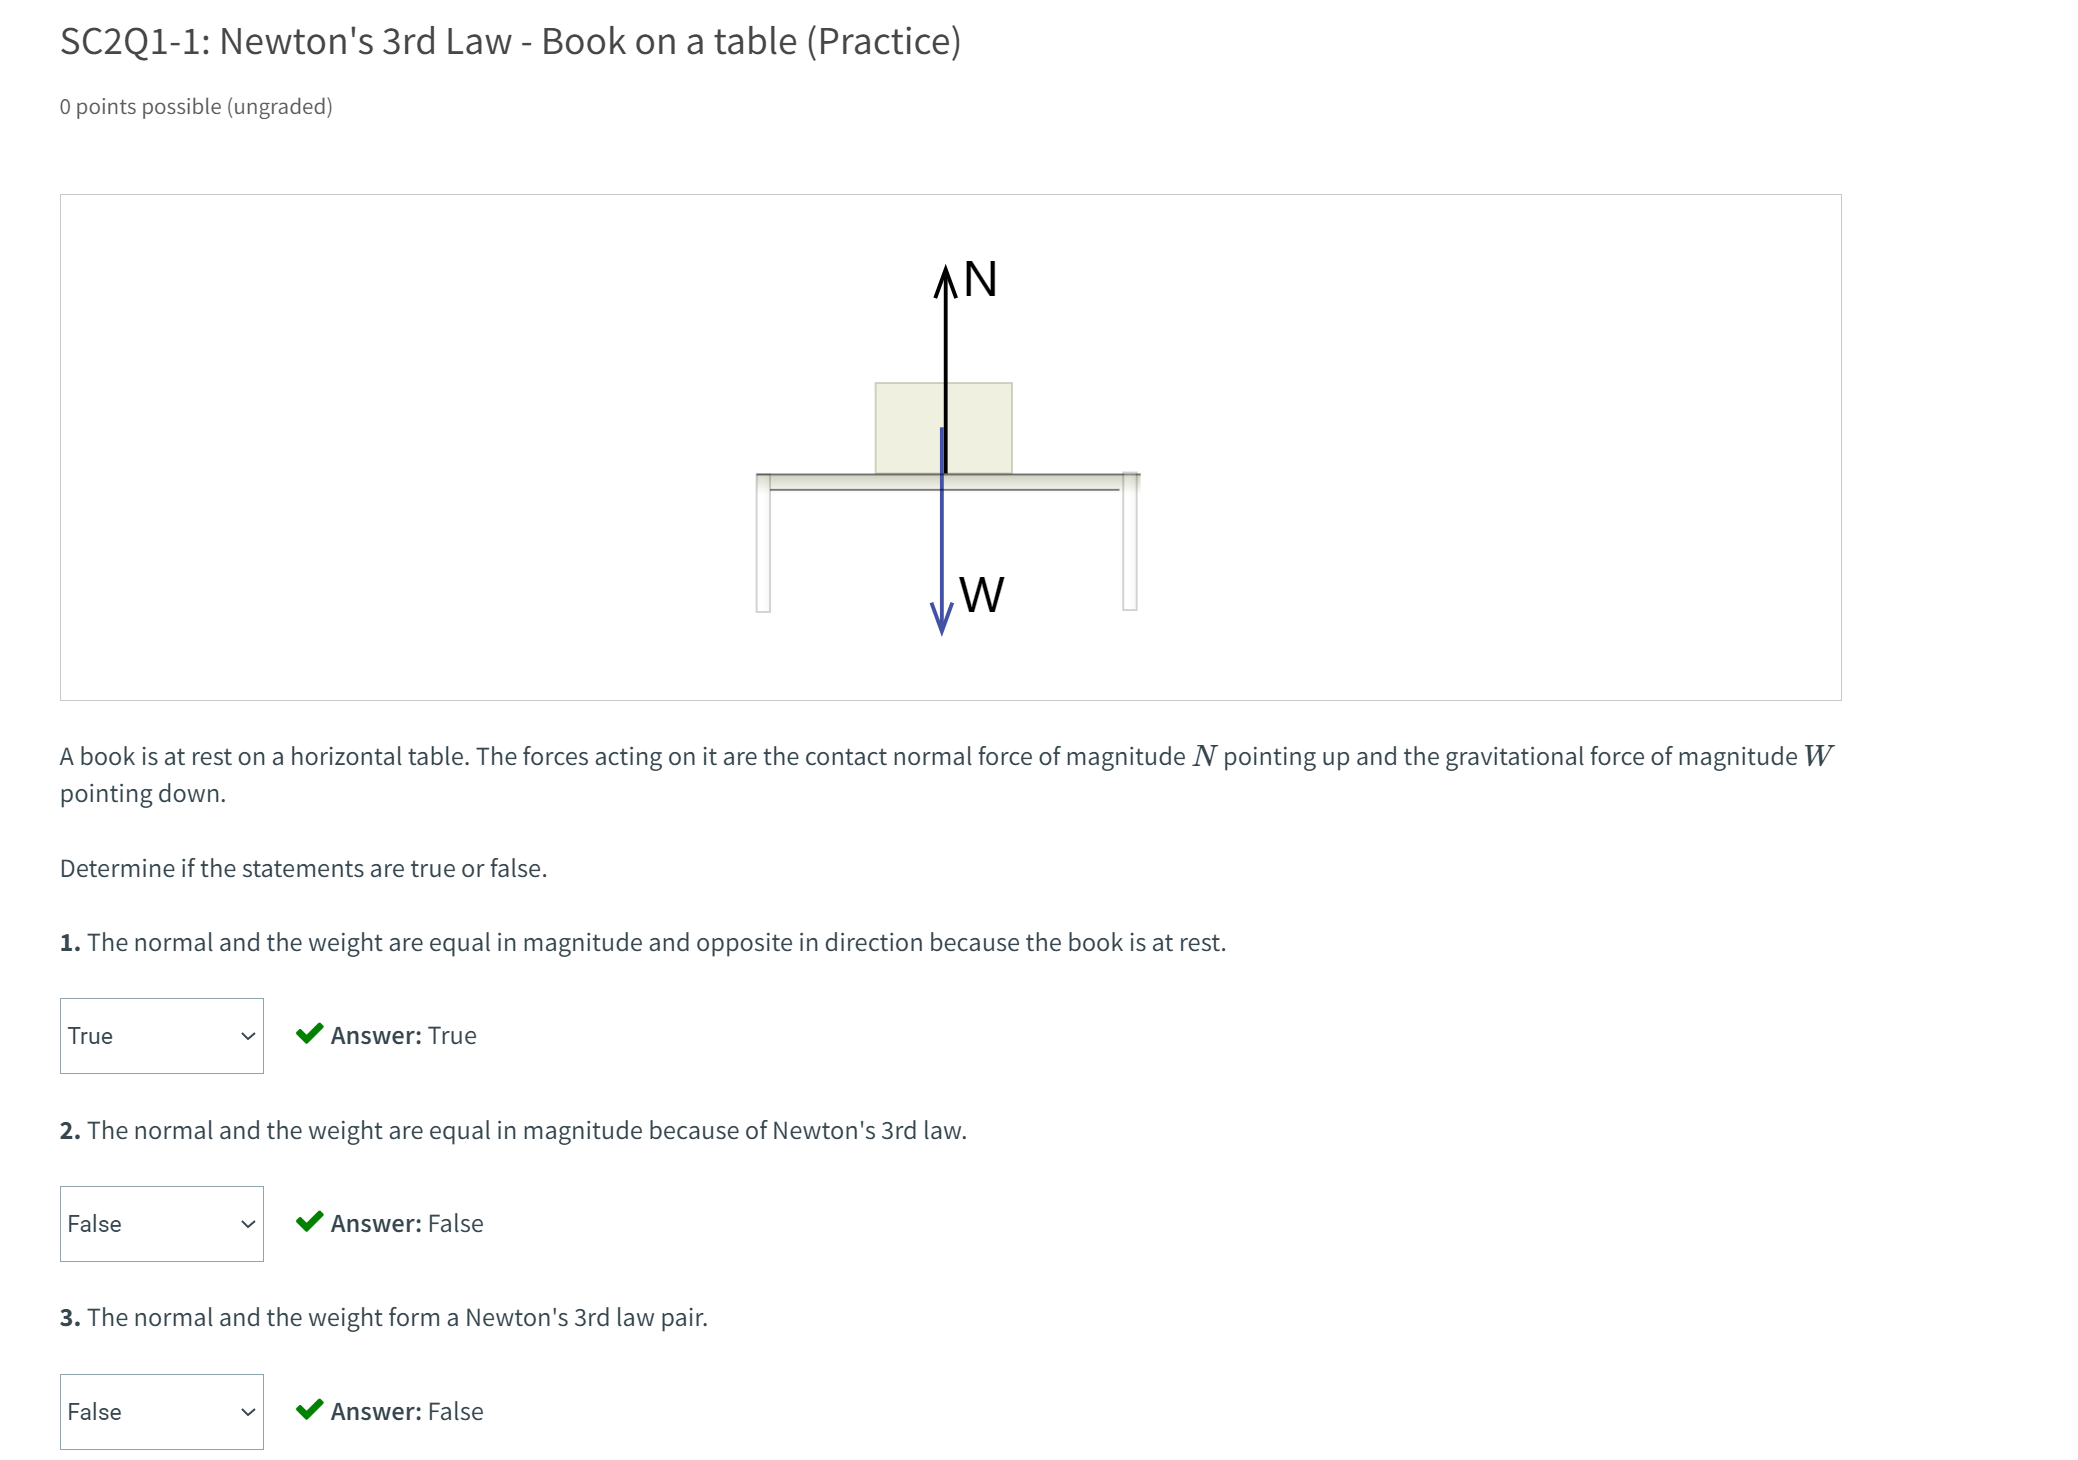 SC2Q1-1: Newton's 3rd Law - Book on a table (Practice)
0 points possible (ungraded)
N
W
A book is at rest on a horizontal table. The forces acting on it are the contact normal force of magnitude N pointing up and the gravitational force of magnitude W
pointing down.
Determine if the statements are true or false.
1. The normal and the weight are equal in magnitude and opposite in direction because the book is at rest.
True Answer: True
2. The normal and the weight are equal in magnitude because of Newton's 3rd law.
False Answer: False
3. The normal and the weight form a Newton's 3rd law pair.
False Answer: False